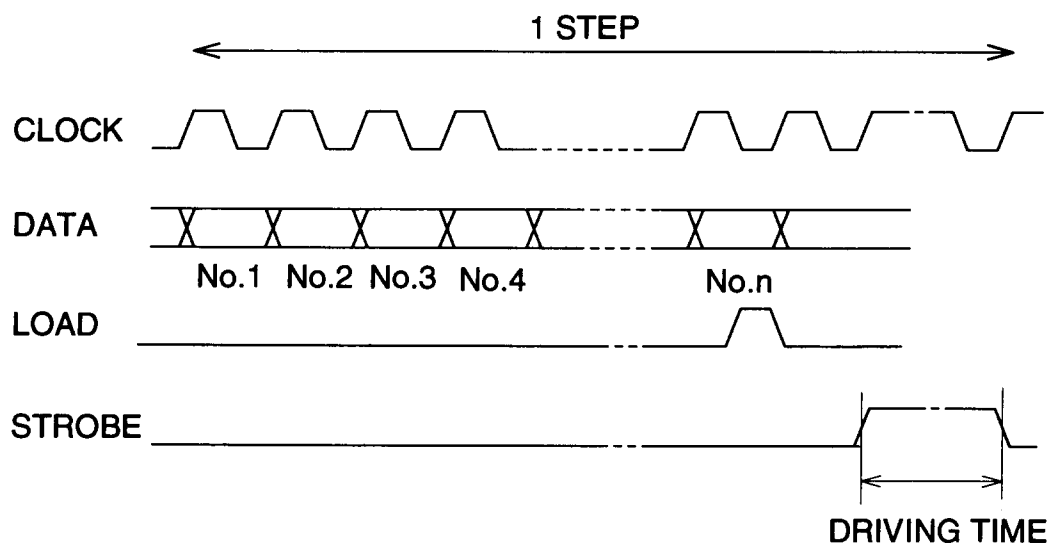 1 STEP
CLOCK
DATA
No.1 No.2 No.3 No.4 No.n
LOAD
STROBE
DRIVING TIME